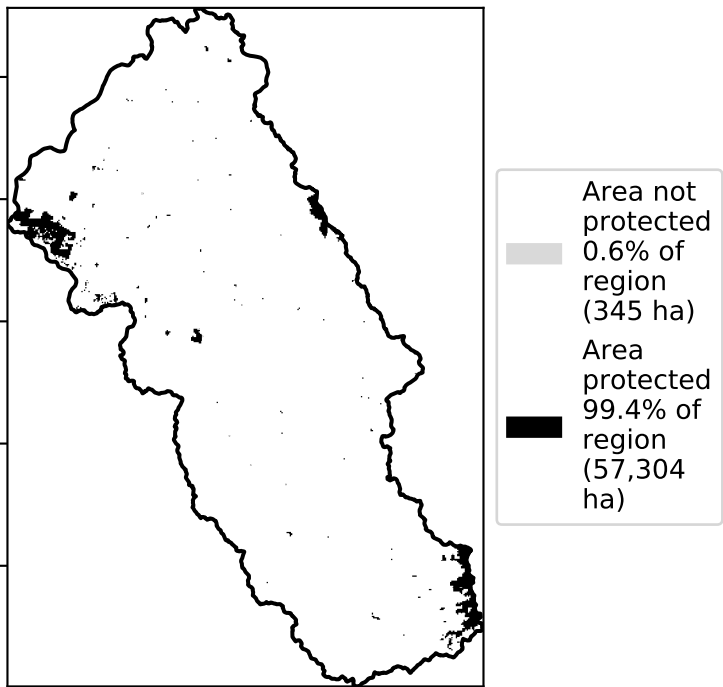 Area not
protected
0.6% of
region
(345 ha)
Area
protected
99.4% of
region
(57,304
ha)